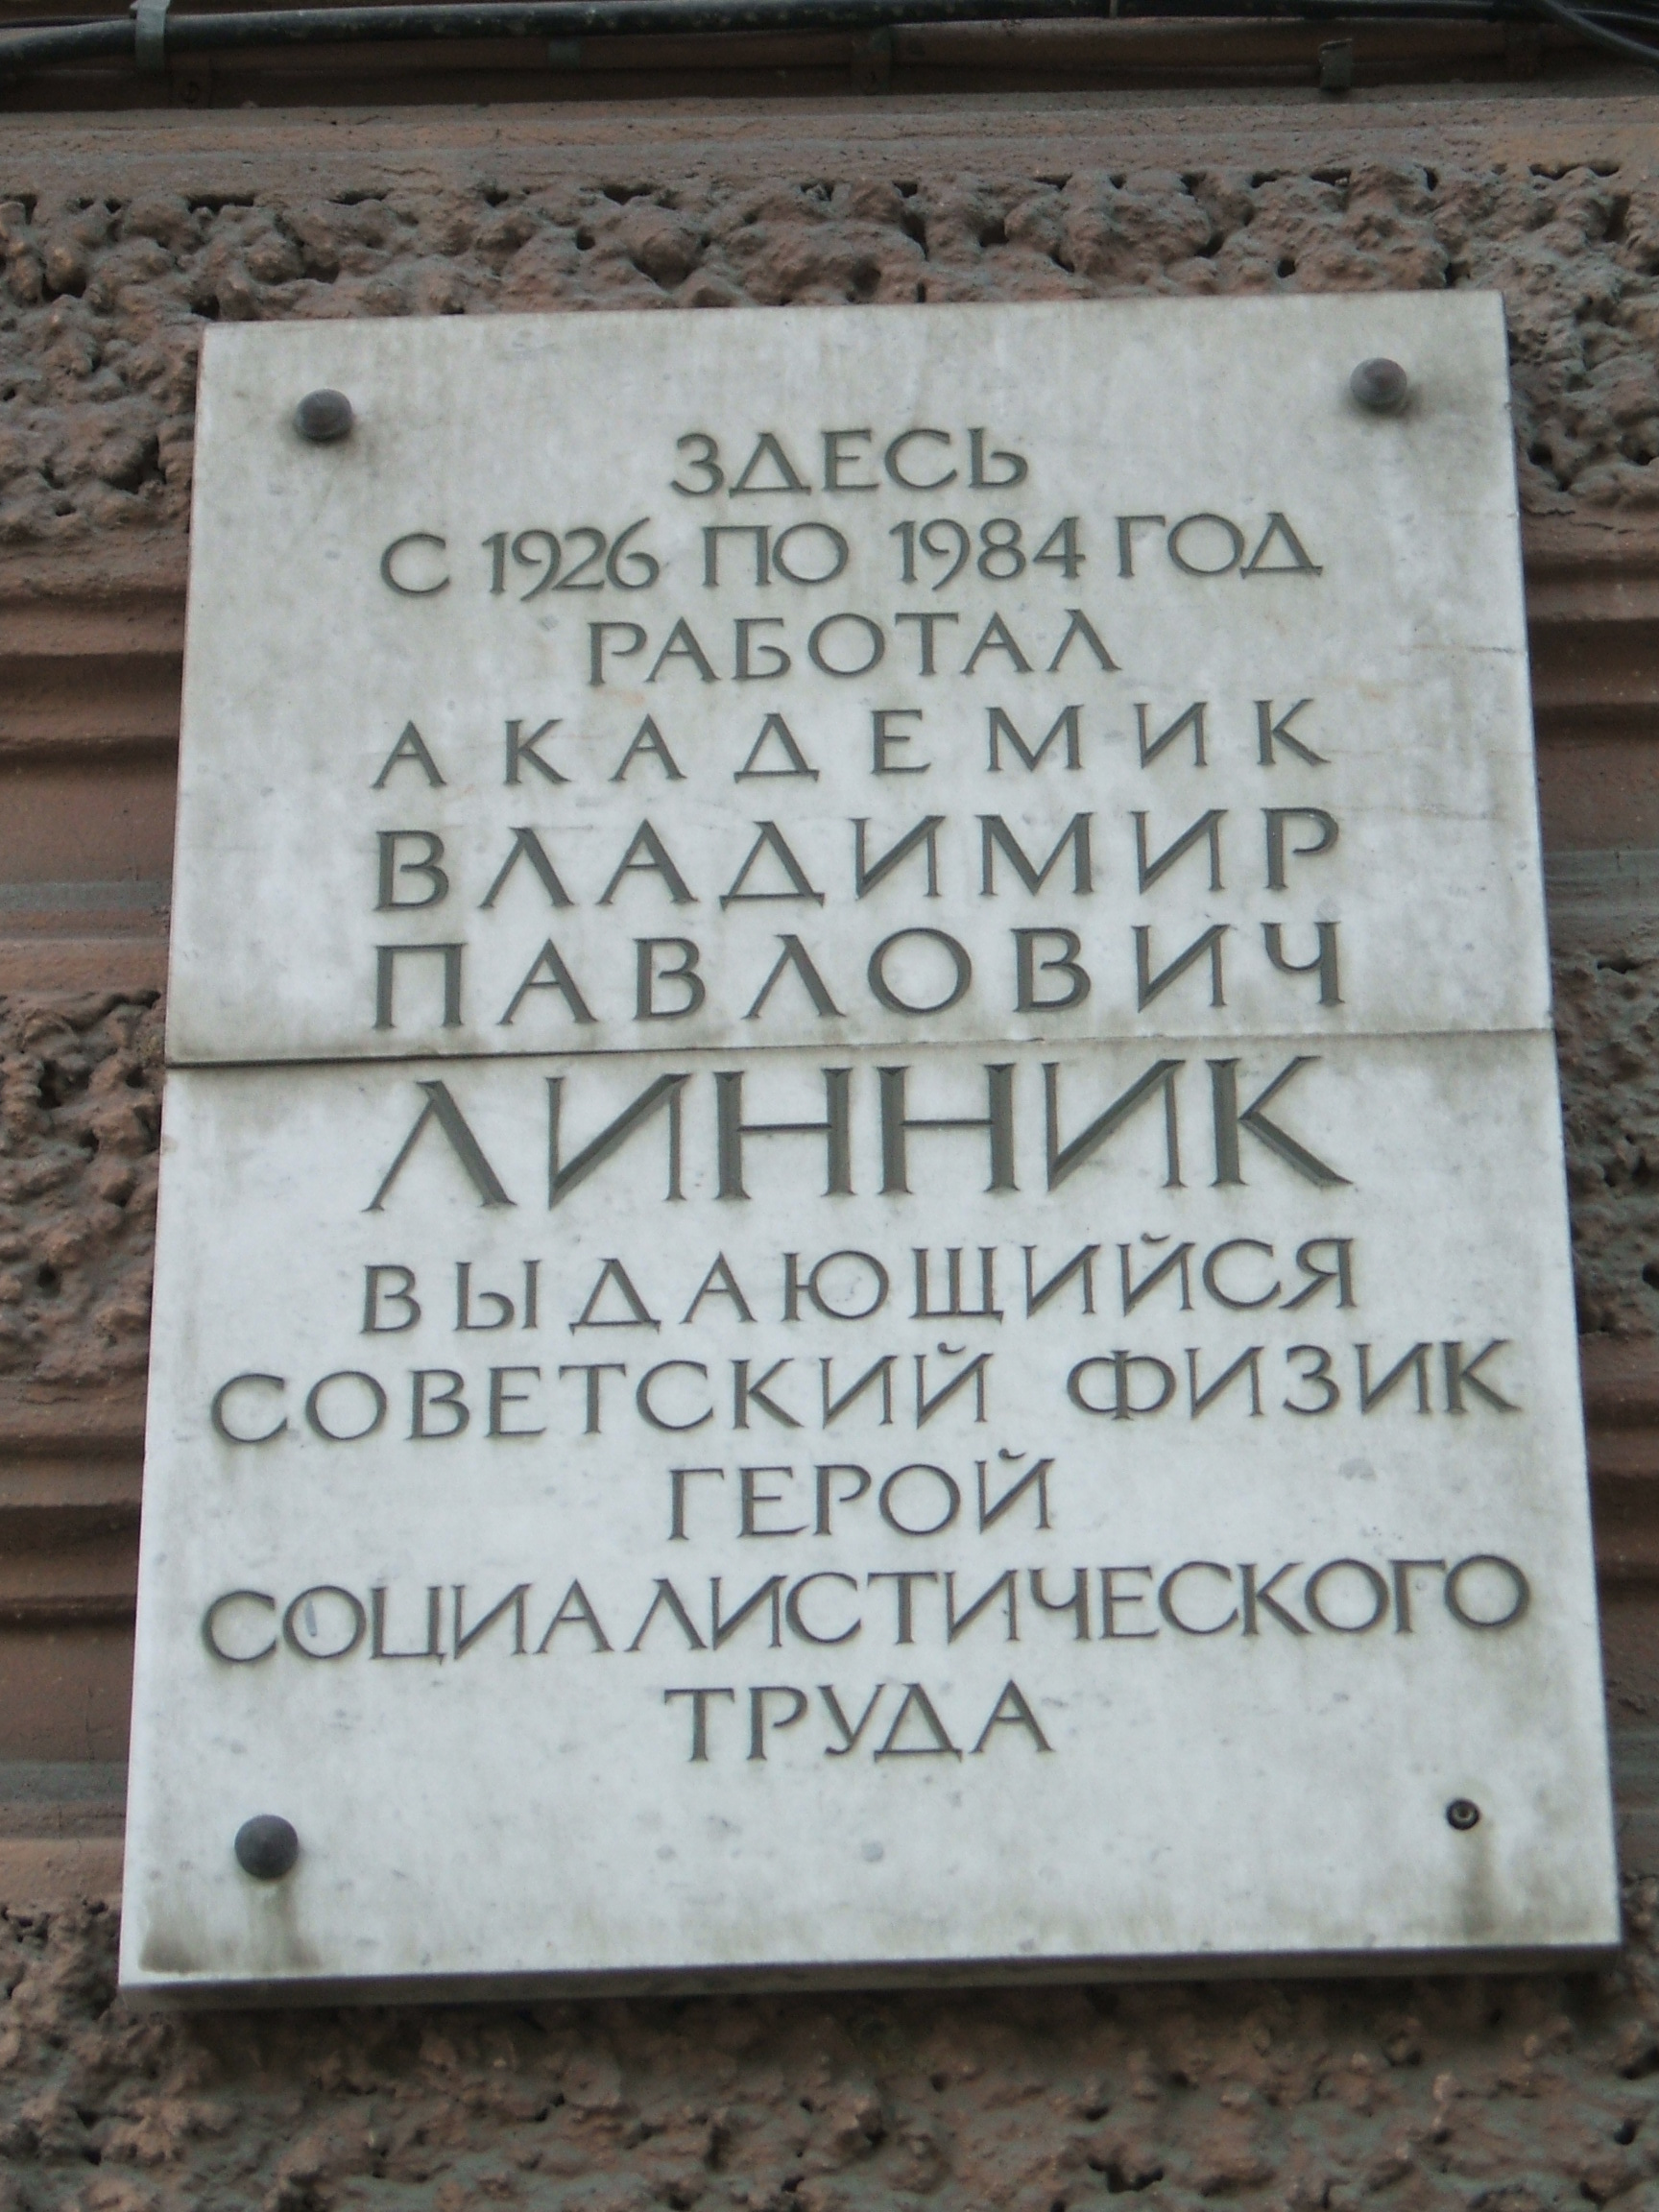 ЗДЕСЬ
С 1926 ПО 1984 ГОД
РАБОТАЛ
АКАДЕМИК
ВЛАДИМИР
ПАВЛОВИЧ
ЛИННИК
ВЫДАЮЩИЙСЯ
СОВЕТСКИЙ ФИЗИК
ГЕРОЙ
СОЦИАЛИСТИЧЕСКОГО
ТРУДА